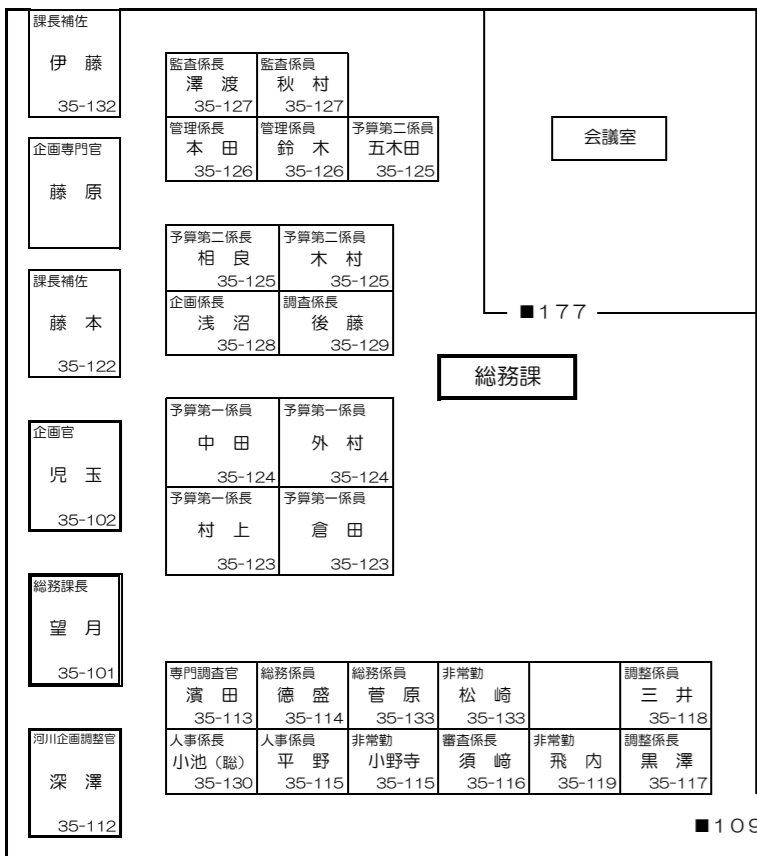 課長補佐
伊　藤
35-132
企画専門官
藤　原
課長補佐
藤　本
35-122
企画官
児　玉
35-102
総務課長
望　月
35-101
河川企画調整官
深　澤
35-112
監査係長 監査係員
澤　渡 秋　村
35-127 35-127
管理係長 管理係員 予算第二係員
本　田 鈴　木 五木田
35-126 35-126 35-125
予算第二係長 予算第二係員
相　良 木　村
35-125 35-125
企画係長 調査係長
浅　沼 後　藤
35-128 35-129
予算第一係員 予算第一係員
中　田 外　村
35-124 35-124
予算第一係長 予算第一係員
村　上 倉　田
35-123 35-123
専門調査官 総務係員 総務係員 非常勤 調整係員
濱　田 德　盛 菅　原 松　崎 三　井
35-113 35-114 35-133 35-133 35-118
人事係長 人事係員 非常勤 審査係長 非常勤 調整係長
小池（聡） 平　野 小野寺 須　﨑 飛　内 黒　澤
35-130 35-115 35-115 35-116 35-119 35-117
会議室
■１７７
総務課
■１０９